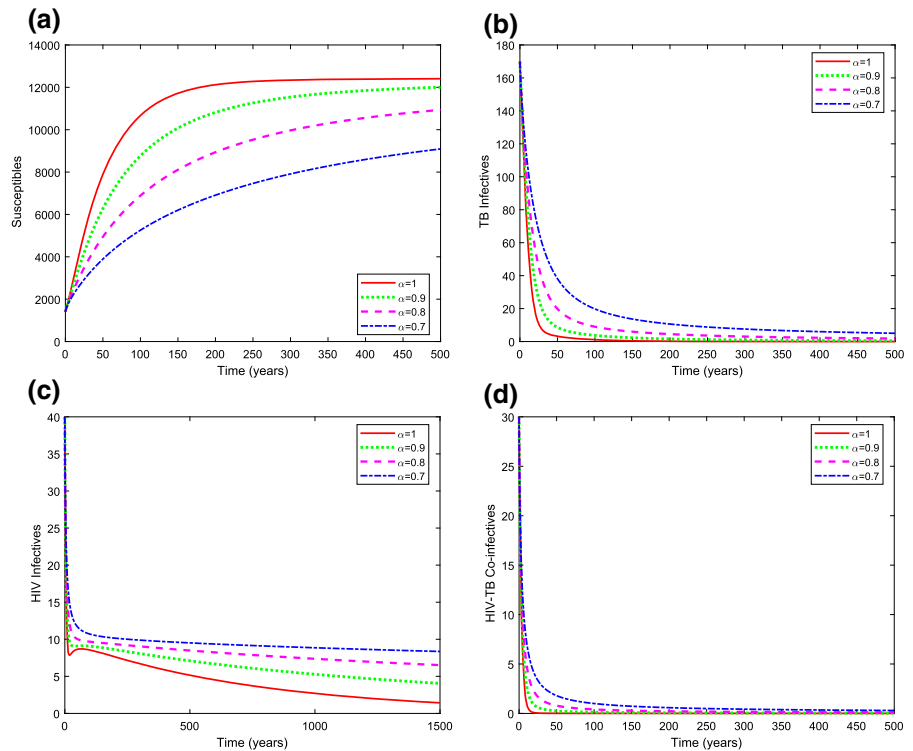 (a)
14000
12000
10000
8000
6000
4000
2000
0
Susceptibles
0 50 100 150 200 250 300 350 400 450 500
Time (years)
α=1
α=0.9
α=0.8
α=0.7
(b)
180
160
140
120
100
80
60
40
20
0
TB Infectives
0 50 100 150 200 250 300 350 400 450 500
Time (years)
α=1
α=0.9
α=0.8
α=0.7
(c)
40
35
30
25
20
15
10
5
0
HIV Infectives
0 500 1000 1500
Time (years)
α=1
α=0.9
α=0.8
α=0.7
(d)
30
25
20
15
10
5
0
HIV-TB Co-infectives
0 50 100 150 200 250 300 350 400 450 500
Time (years)
α=1
α=0.9
α=0.8
α=0.7